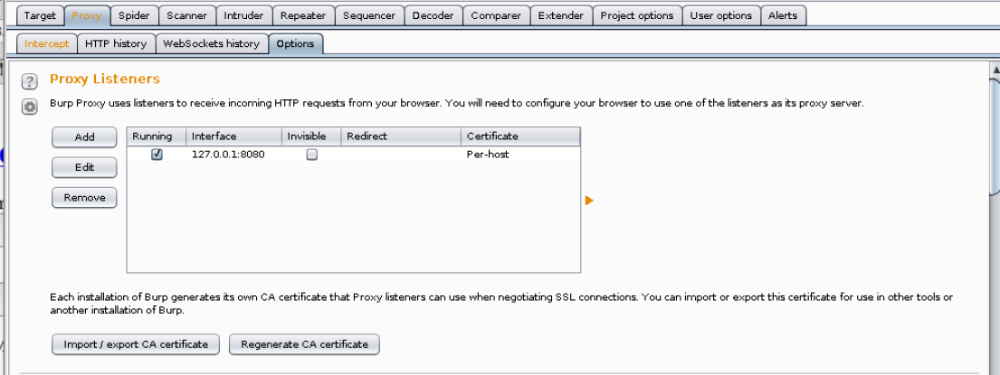 Target Proxy Spider Scanner Intruder Repeater Sequencer Decoder Comparer Extender Project options User options Alerts
Intercept HTTP history WebSockets history Options
? Proxy Listeners
Burp Proxy uses listeners to receive incoming HTTP requests from your browser. You will need to configure your browser to use one of the listeners as its proxy server.
Add Running Interface Invisible Redirect Certificate
127.0.0.1:8080 Per-host
Edit
Remove
Each installation of Burp generates its own CA certificate that Proxy listeners can use when negotiating SSL connections. You can import or export this certificate for use in other tools or
another installation of Burp.
Import / export CA certificate Regenerate CA certificate